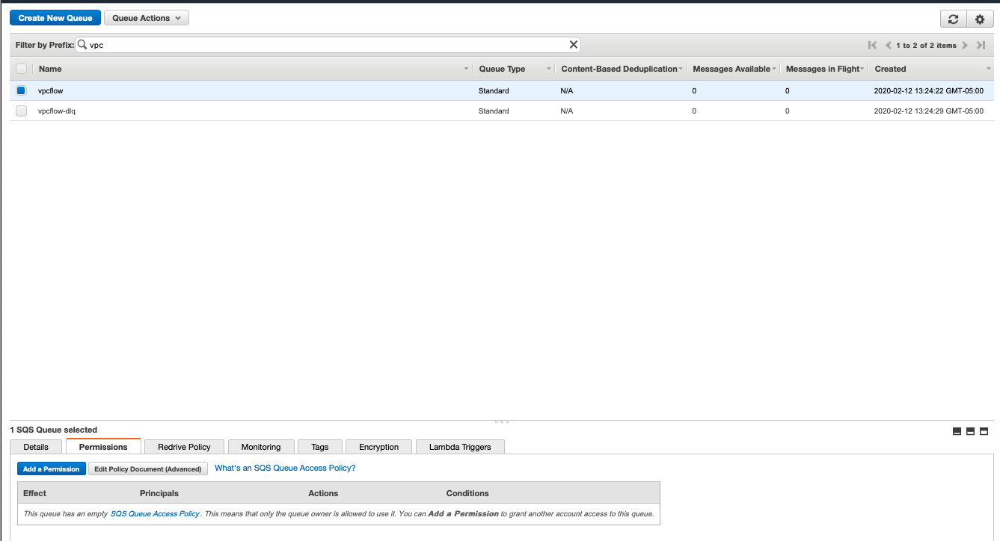 Create New Queue Queue Actions
Filter by Prefix: vpc 1 to 2 of 2 items
Name Queue Type Content-Based Deduplication Messages Available Messages in Flight Created
vpcflow Standard N/A 0 0 2020-02-12 13:24:22 GMT-05:00
vpcflow-dlq Standard N/A 0 0 2020-02-12 13:24:29 GMT-05:00
1 SQS Queue selected
Details Permissions Redrive Policy Monitoring Tags Encryption Lambda Triggers
Add a Permission Edit Policy Document (Advanced) What's an SQS Queue Access Policy?
Effect Principals Actions Conditions
This queue has an empty SQS Queue Access Policy. This means that only the queue owner is allowed to use it. You can Add a Permission to grant another account access to this queue.